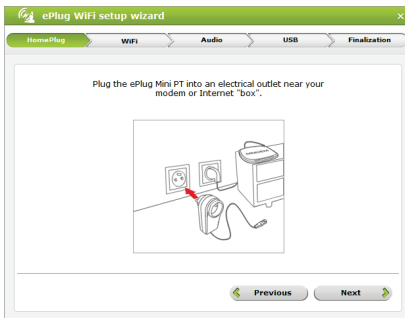 ePlug WiFi setup wizard
HomePlug WiFi Audio USB Finalization
Plug the ePlug Mini PT into an electrical outlet near your
modem or Internet "box".
Previous Next